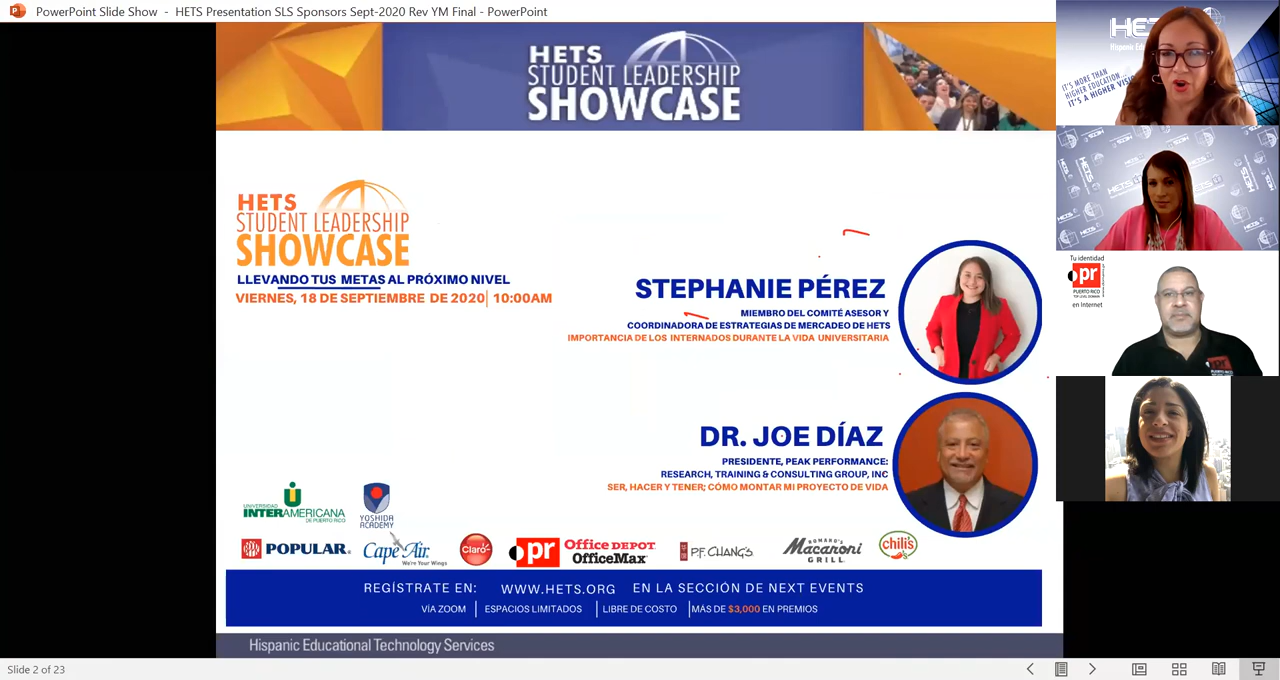 PowerPoint Slide Show - HETS Presentation SLS Sponsors Sept-2020 Rev YM Final - PowerPoint
HETS
STUDENT LEADERSHIP
SHOWCASE
HETS
STUDENT LEADERSHIP
SHOWCASE
LLEVANDO TUS METAS AL PRÓXIMO NIVEL
VIERNES, 18 DE SEPTIEMBRE DE 2020| 10:00AM
STEPHANIE PÉREZ
MIEMBRO DEL COMITÉ ASESOR Y
COORDINADORA DE ESTRATEGIAS DE MERCADEO DE HETS
IMPORTANCIA DE LOS INTERNADOS DURANTE LA VIDA UNIVERSITARIA
DR. JOE DÍAZ
PRESIDENTE, PEAK PERFORMANCE:
RESEARCH, TRAINING & CONSULTING GROUP, INC
SER, HACER Y TENER; CÓMO MONTAR MI PROYECTO DE VIDA
UNIVERSIDAD
INTERAMERICANA
DE PUERTO RICO
YOSHIDA
ACADEMY
POPULAR.
Cape Air.
We're Your Wings
Claro
pr
Office DEPOT
OfficeMax
P.F. CHANG'S
ROMANO'S
Macaroni
GRILL
chili's
REGÍSTRATE EN: WWW.HETS.ORG EN LA SECCIÓN DE NEXT EVENTS
VÍA ZOOM | ESPACIOS LIMITADOS | LIBRE DE COSTO | MÁS DE $3,000 EN PREMIOS
Hispanic Educational Technology Services
Slide 2 of 23
IT'S MORE THAN
HIGHER EDUCATION...
IT'S A HIGHER
HETS
Tu identidad
pr
PUERTO RICO
TOP LEVEL DOMAIN
en Internet